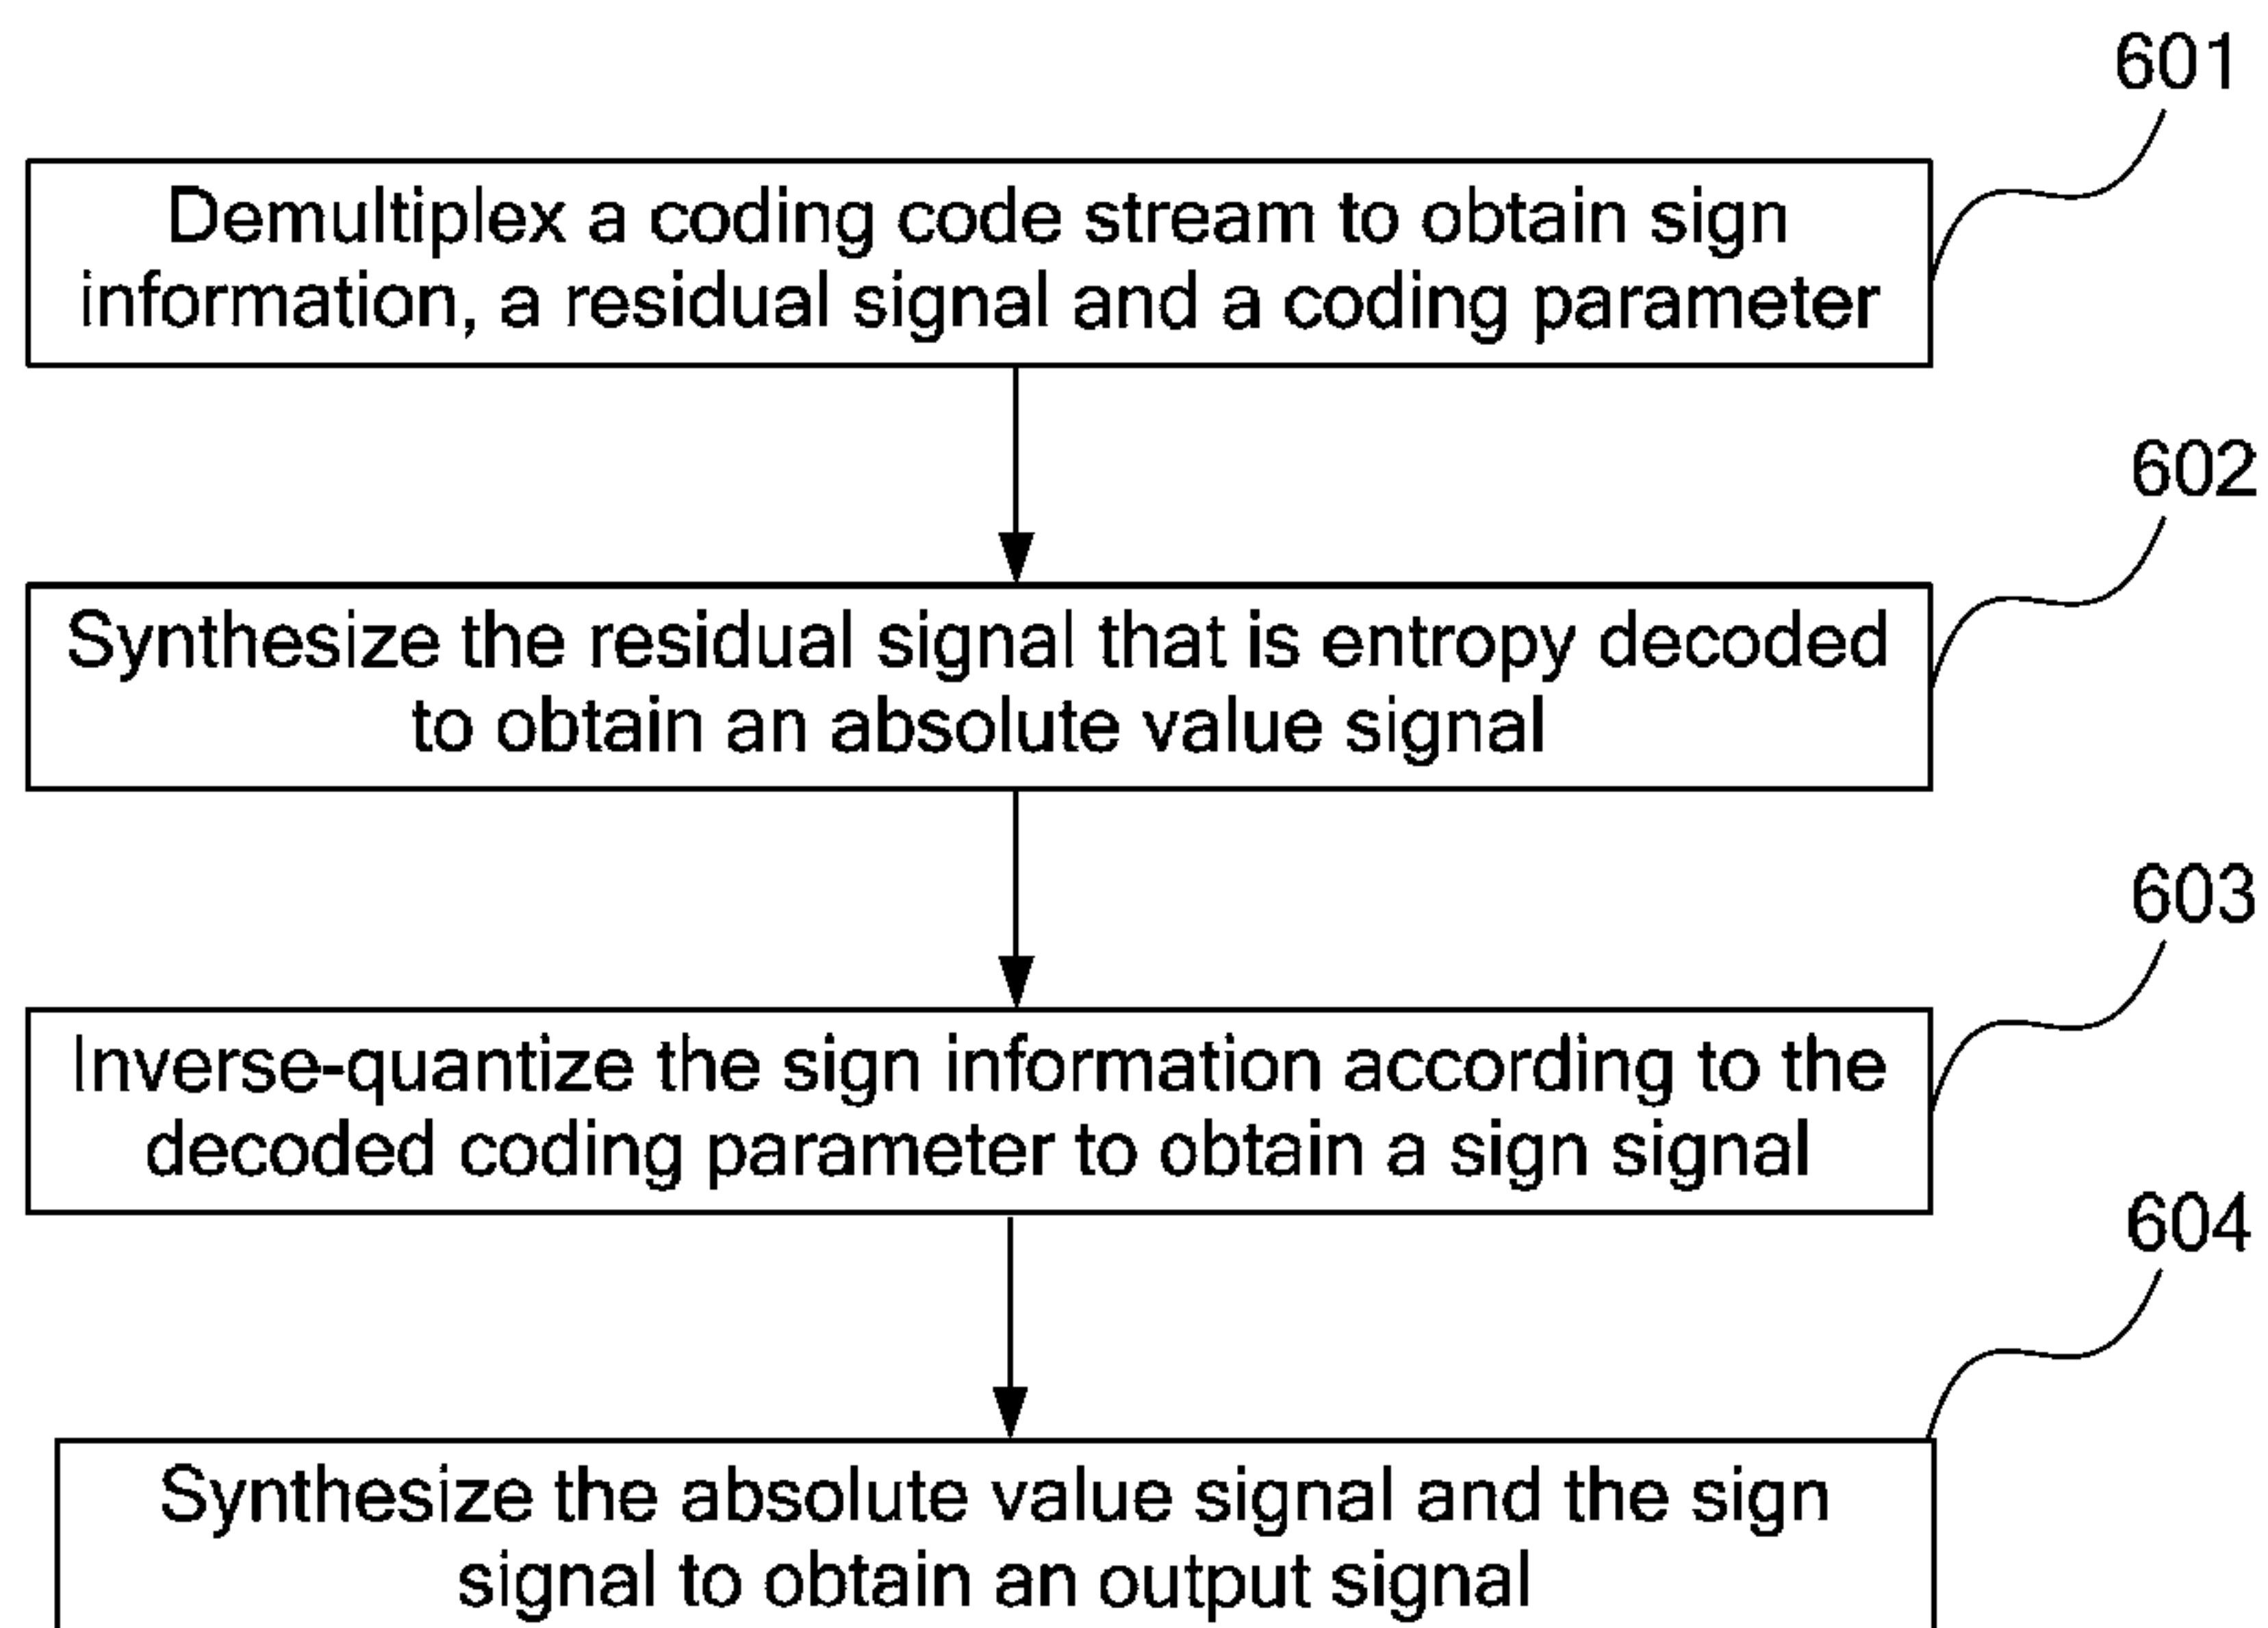 601
Demultiplex a coding code stream to obtain sign
information, a residual signal and a coding parameter
602
Synthesize the residual signal that is entropy decoded
to obtain an absolute value signal
603
Inverse-quantize the sign information according to the
decoded coding parameter to obtain a sign signal
604
Synthesize the absolute value signal and the sign
signal to obtain an output signal